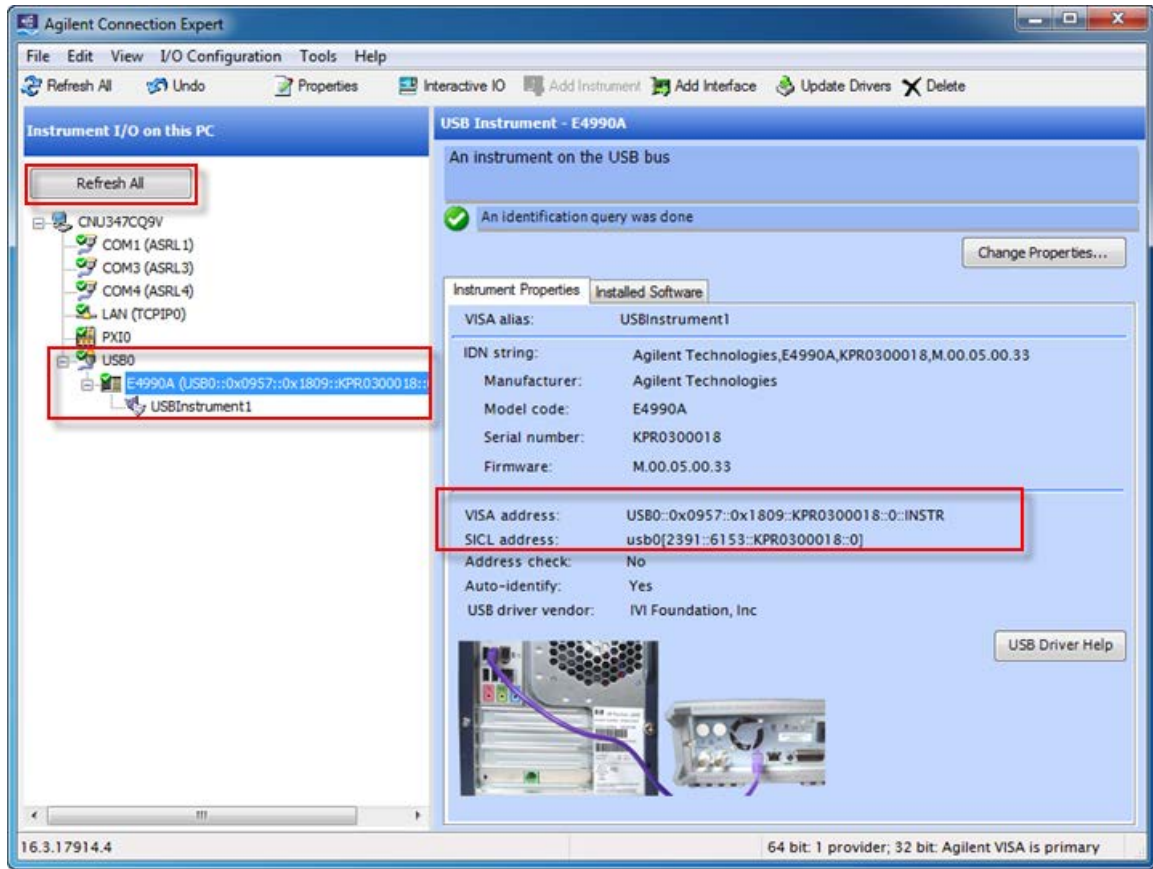 Agilent Connection Expert
File Edit View I/O Configuration Tools Help
Refresh All Undo Properties Interactive IO Add Instrument Add Interface Update Drivers Delete
Instrument I/O on this PC
Refresh All
CNU347CQ9V
COM1 (ASRL1)
COM3 (ASRL3)
COM4 (ASRL4)
LAN (TCPIP0)
PXI0
USB0
E4990A (USB0::0x0957::0x1809::KPR0300018::
USBInstrument1
USB Instrument - E4990A
An instrument on the USB bus
An identification query was done
Change Properties...
Instrument Properties Installed Software
VISA alias: USBInstrument1
IDN string: Agilent Technologies,E4990A,KPR0300018,M.00.05.00.33
Manufacturer: Agilent Technologies
Model code: E4990A
Serial number: KPR0300018
Firmware: M.00.05.00.33
VISA address: USB0::0x0957::0x1809::KPR0300018::0::INSTR
SICL address: usb0[2391::6153::KPR0300018::0]
Address check: No
Auto-identify: Yes
USB driver vendor: IVI Foundation, Inc
USB Driver Help
16.3.17914.4
64 bit: 1 provider; 32 bit: Agilent VISA is primary